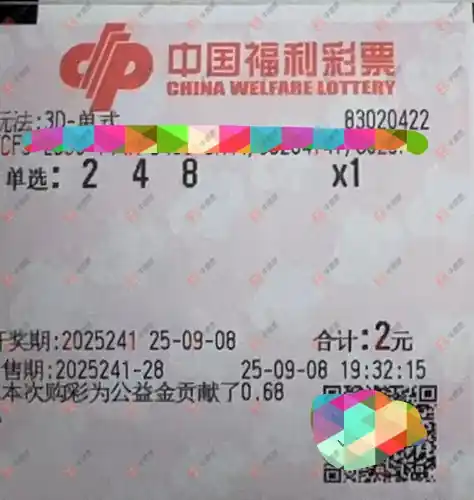 中国福利彩票
CHINA WELFARE LOTTERY
玩法:3D-单式 83020422
单选: 2 4 8 x1
开奖期:2025241 25-09-08 合计:2元
售期:2025241-28 25-09-08 19:32:15
本次购彩为公益金贡献了0.68